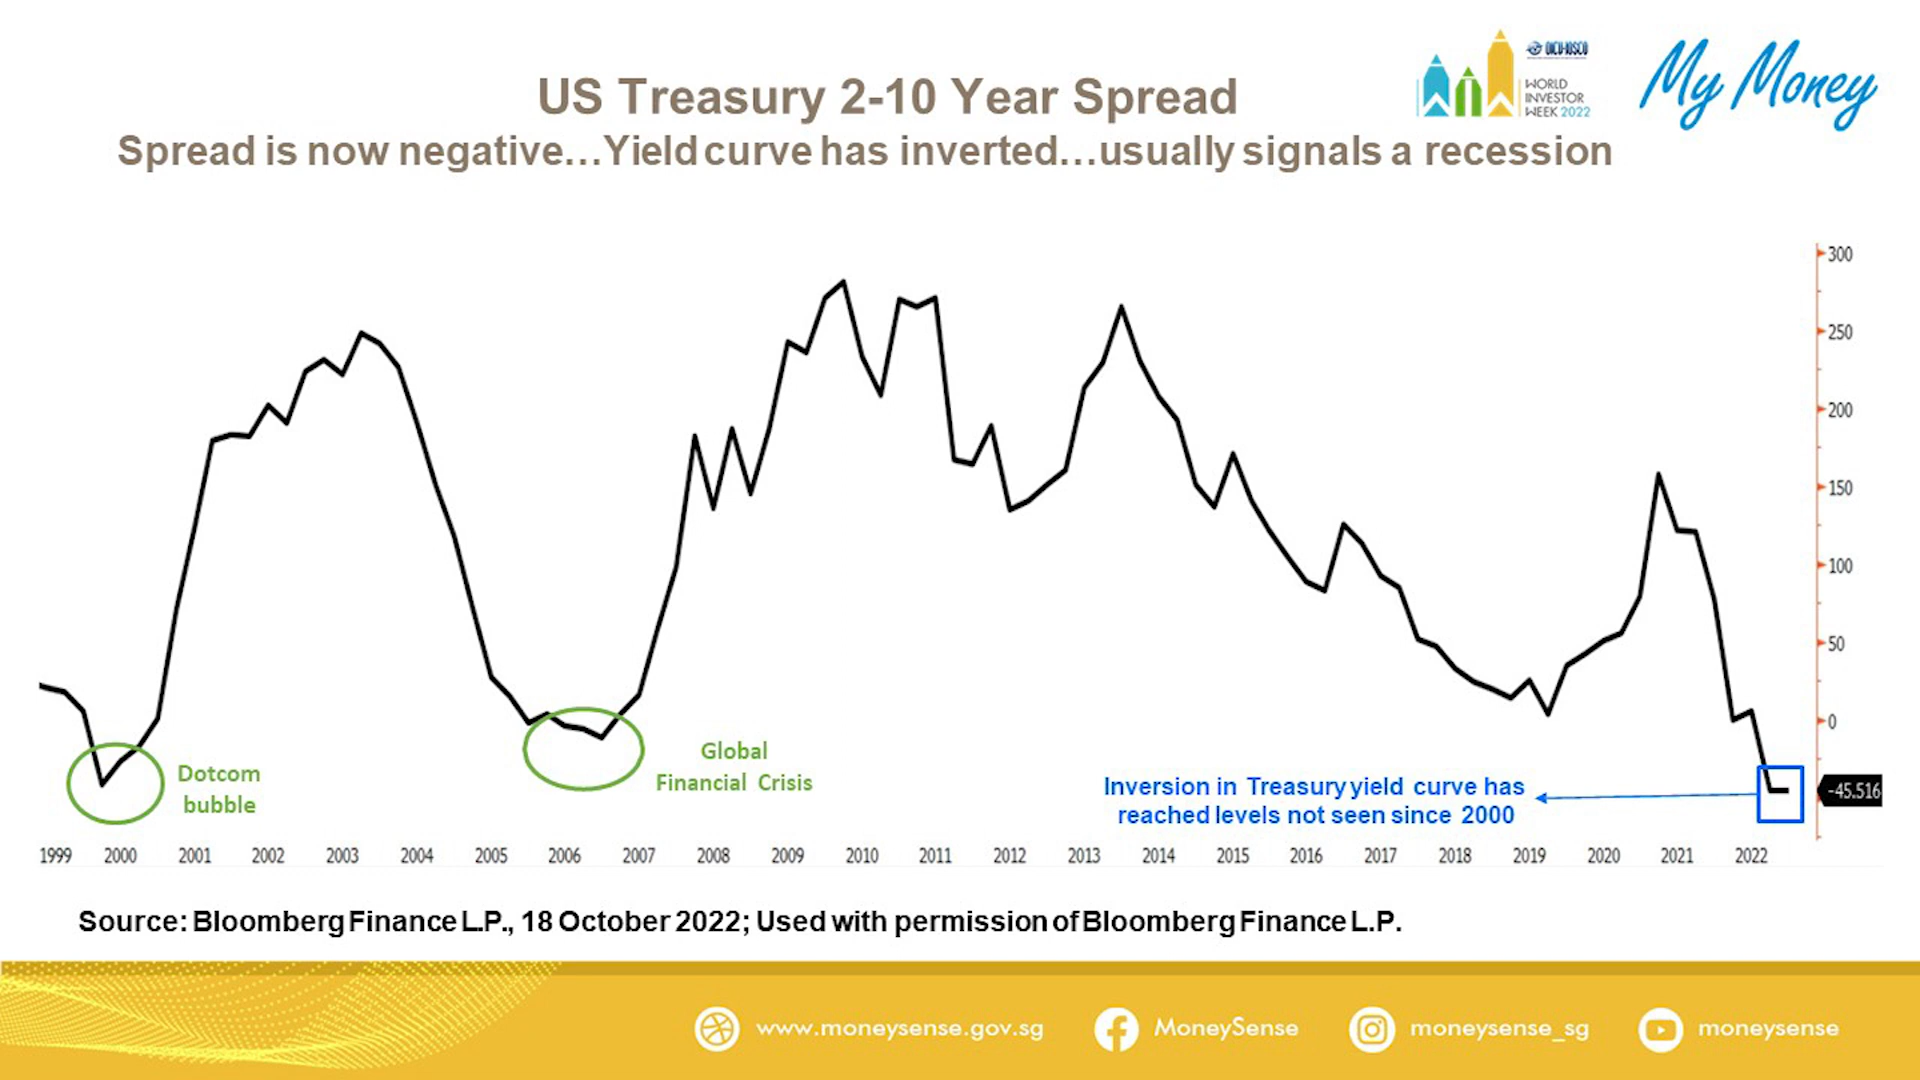 OICU-IOSCO
WORLD
INVESTOR
WEEK 2022
My Money
US Treasury 2-10 Year Spread
Spread is now negative...Yield curve has inverted...usually signals a recession
300
250
200
150
100
50
0
-45.516
Dotcom
bubble
Global
Financial Crisis
Inversion in Treasury yield curve has
reached levels not seen since 2000
1999 2000 2001 2002 2003 2004 2005 2006 2007 2008 2009 2010 2011 2012 2013 2014 2015 2016 2017 2018 2019 2020 2021 2022
Source: Bloomberg Finance L.P., 18 October 2022; Used with permission of Bloomberg Finance L.P.
www.moneysense.gov.sg MoneySense moneysense_sg moneysense